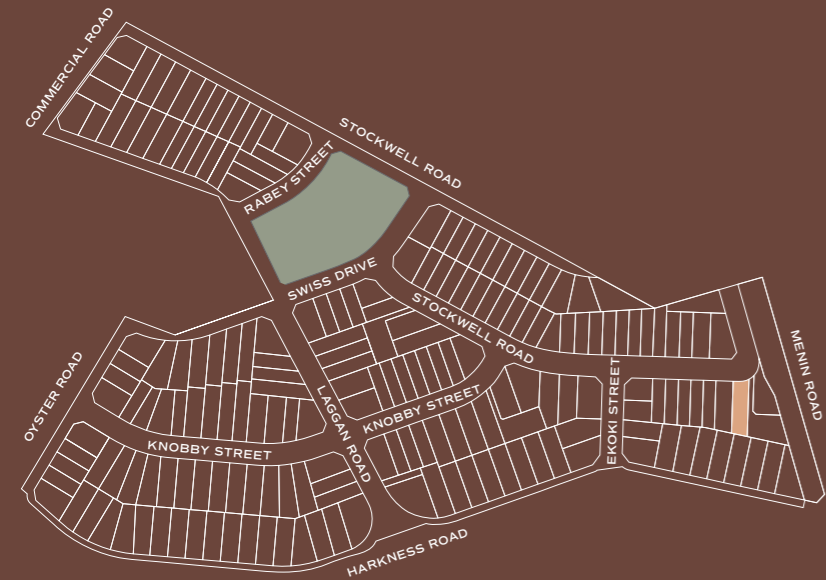 COMMERCIAL ROAD
STOCKWELL ROAD
RABEY STREET
SWISS DRIVE
STOCKWELL ROAD
MENIN ROAD
OYSTER ROAD
LAGGAN ROAD
KNOBBY STREET
EKOKI STREET
KNOBBY STREET
HARKNESS ROAD